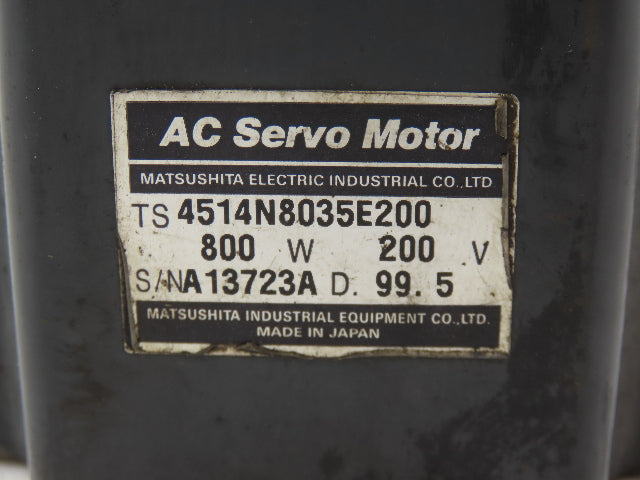 AC Servo Motor
MATSUSHITA ELECTRIC INDUSTRIAL CO.,LTD
TS 4514N8035E200
800 W 200 V
S/N A13723A D. 99. 5
MATSUSHITA INDUSTRIAL EQUIPMENT CO.,LTD.
MADE IN JAPAN